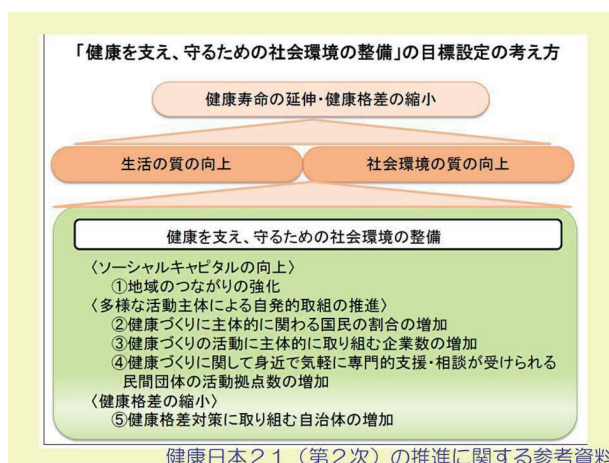 「健康を支え、守るための社会環境の整備」の目標設定の考え方
健康寿命の延伸・健康格差の縮小
生活の質の向上
社会環境の質の向上
健康を支え、守るための社会環境の整備
〈ソーシャルキャピタルの向上〉
①地域のつながりの強化
〈多様な活動主体による自発的取組の推進〉
②健康づくりに主体的に関わる国民の割合の増加
③健康づくりの活動に主体的に取り組む企業数の増加
④健康づくりに関して身近で気軽に専門的支援・相談が受けられる
民間団体の活動拠点数の増加
〈健康格差の縮小〉
⑤健康格差対策に取り組む自治体の増加
健康日本21（第2次）の推進に関する参考資料